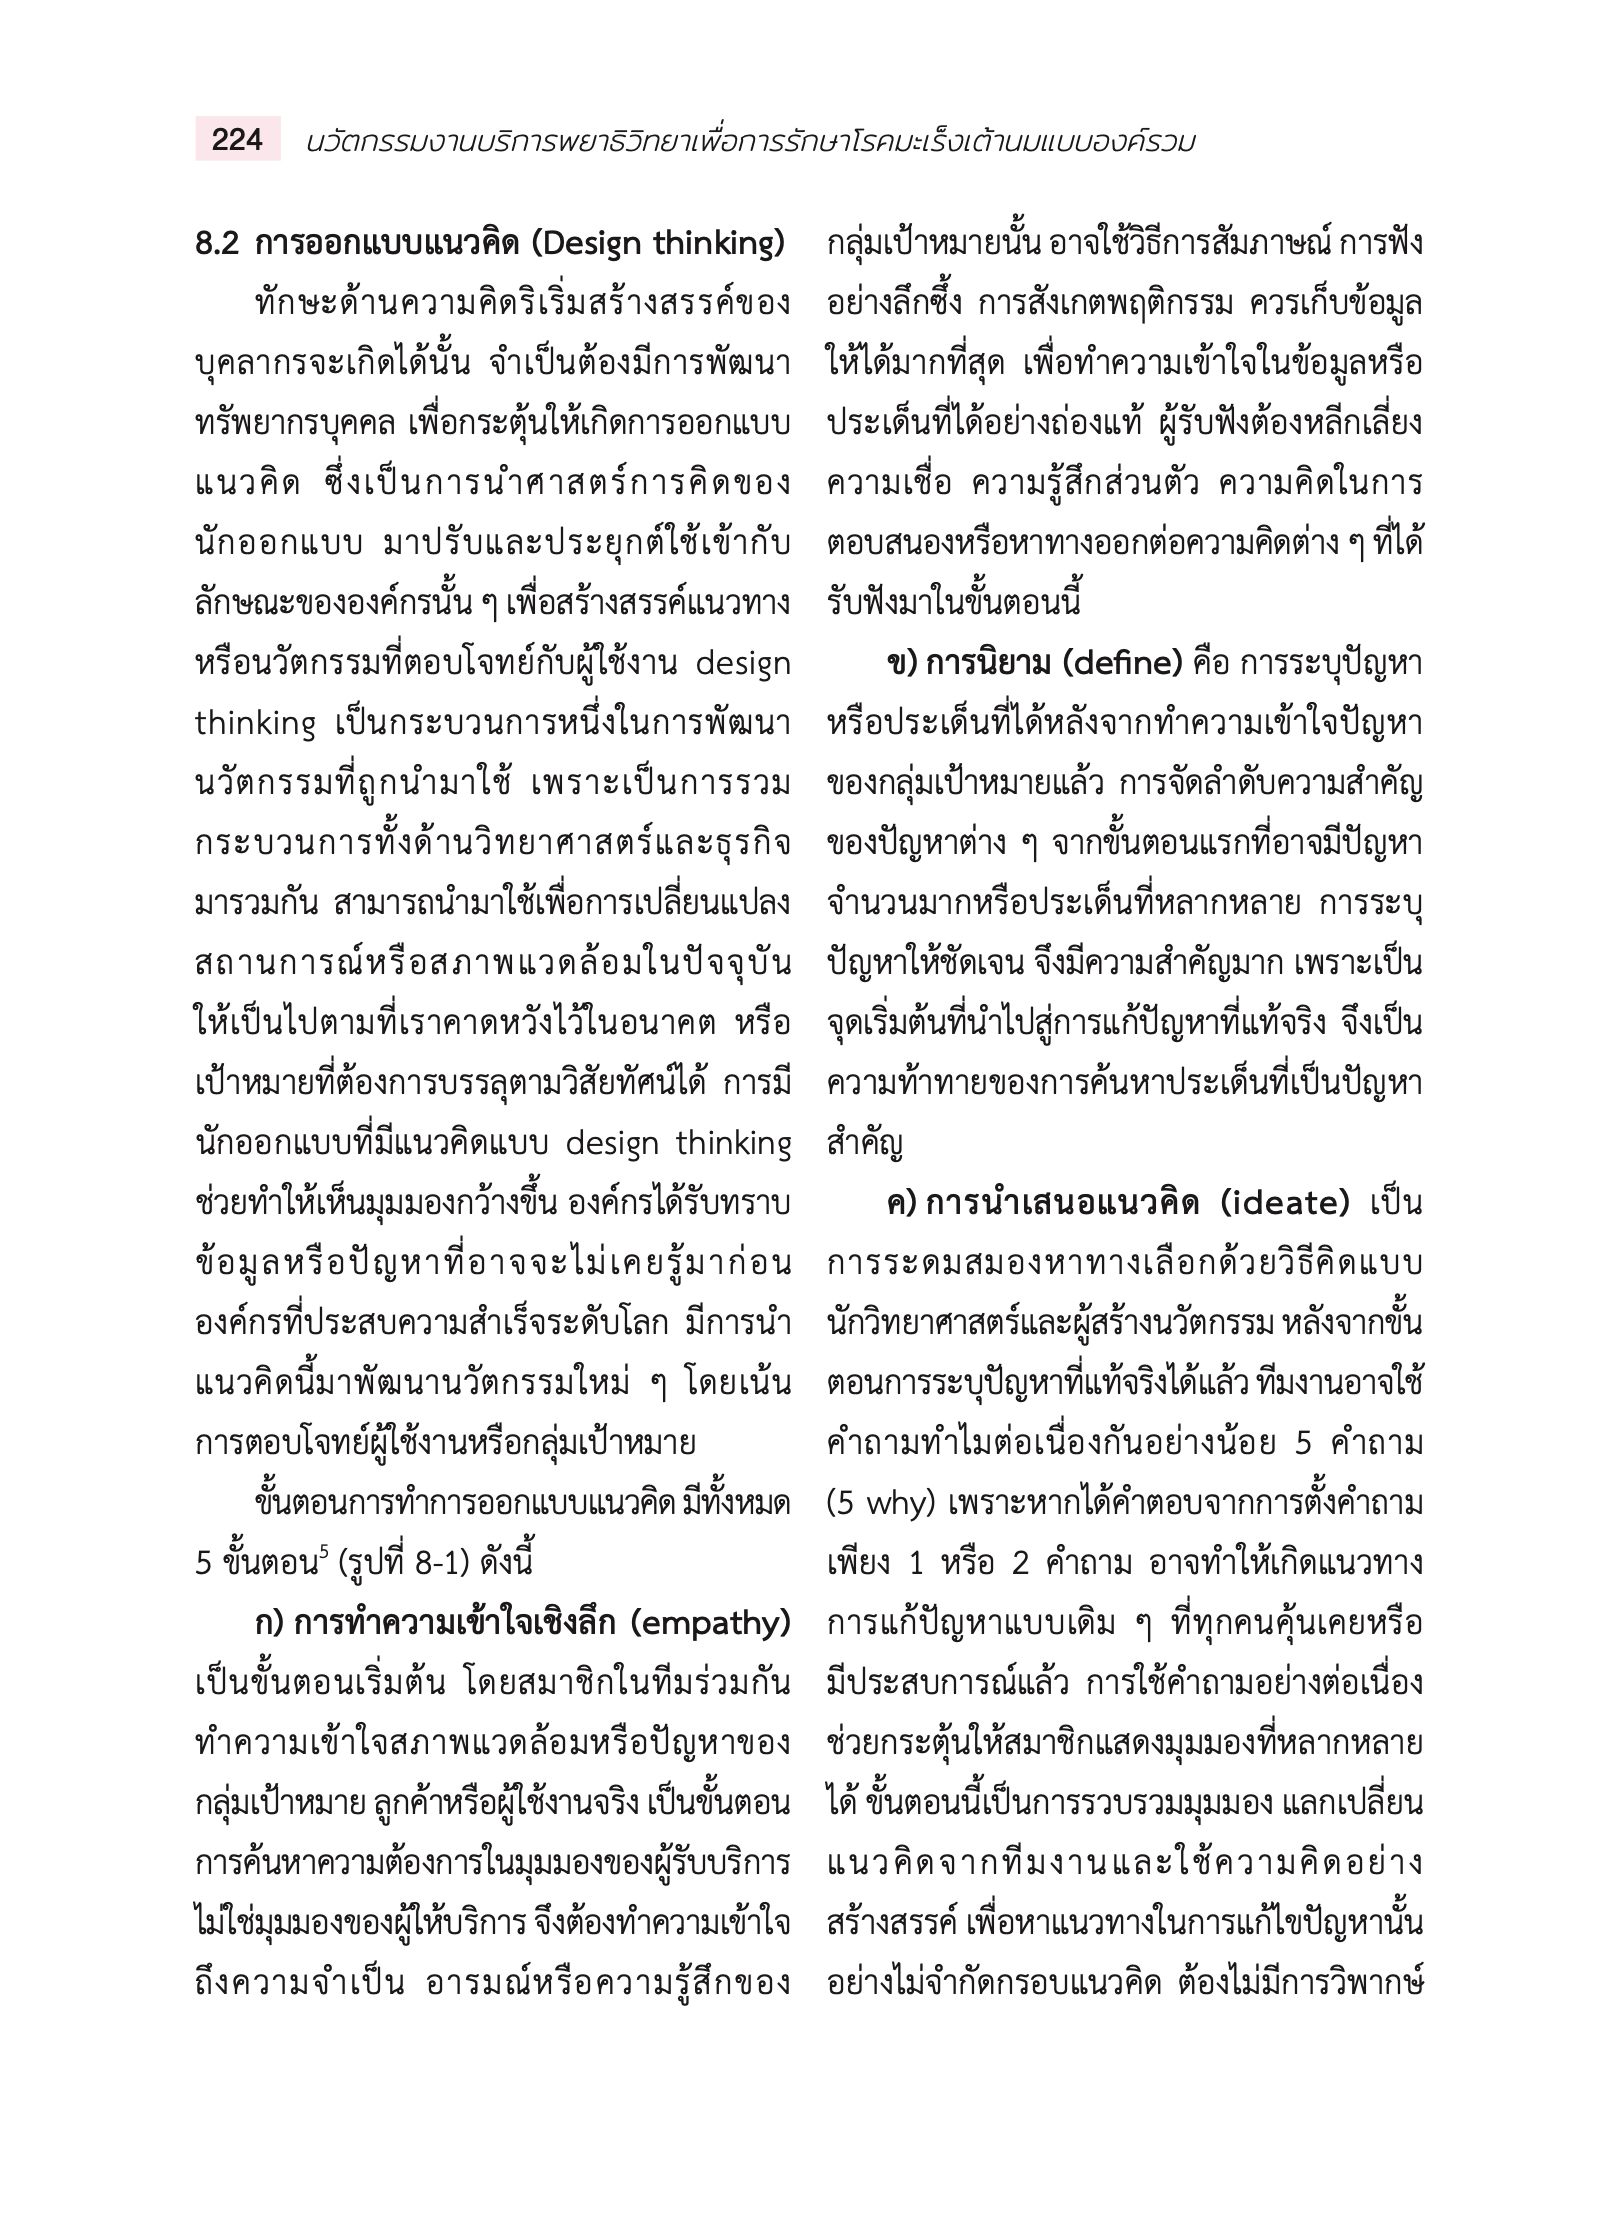 224 นวัตกรรมงานบริการพยาธิวิทยาเพื่อการรักษาโรคมะเร็งเต้านมแบบองค์รวม
8.2 การออกแบบแนวคิด (Design thinking)
ทักษะด้านความคิดริเริ่มสร้างสรรค์ของ
บุคลากรจะเกิดได้นั้น จำเป็นต้องมีการพัฒนา
ทรัพยากรบุคคล เพื่อกระตุ้นให้เกิดการออกแบบ
แนวคิด ซึ่งเป็นการนำศาสตร์การคิดของ
นักออกแบบ มาปรับและประยุกต์ใช้เข้ากับ
ลักษณะขององค์กรนั้น ๆ เพื่อสร้างสรรค์แนวทาง
หรือนวัตกรรมที่ตอบโจทย์กับผู้ใช้งาน design
thinking เป็นกระบวนการหนึ่งในการพัฒนา
นวัตกรรมที่ถูกนำมาใช้ เพราะเป็นการรวม
กระบวนการทั้งด้านวิทยาศาสตร์และธุรกิจ
มารวมกัน สามารถนำมาใช้เพื่อการเปลี่ยนแปลง
สถานการณ์หรือสภาพแวดล้อมในปัจจุบัน
ให้เป็นไปตามที่เราคาดหวังไว้ในอนาคต หรือ
เป้าหมายที่ต้องการบรรลุตามวิสัยทัศน์ได้ การมี
นักออกแบบที่มีแนวคิดแบบ design thinking
ช่วยทำให้เห็นมุมมองกว้างขึ้น องค์กรได้รับทราบ
ข้อมูลหรือปัญหาที่อาจจะไม่เคยรู้มาก่อน
องค์กรที่ประสบความสำเร็จระดับโลก มีการนำ
แนวคิดนี้มาพัฒนานวัตกรรมใหม่ ๆ โดยเน้น
การตอบโจทย์ผู้ใช้งานหรือกลุ่มเป้าหมาย
ขั้นตอนการทำการออกแบบแนวคิด มีทั้งหมด
5 ขั้นตอน⁵ (รูปที่ 8-1) ดังนี้
ก) การทำความเข้าใจเชิงลึก (empathy)
เป็นขั้นตอนเริ่มต้น โดยสมาชิกในทีมร่วมกัน
ทำความเข้าใจสภาพแวดล้อมหรือปัญหาของ
กลุ่มเป้าหมาย ลูกค้าหรือผู้ใช้งานจริง เป็นขั้นตอน
การค้นหาความต้องการในมุมมองของผู้รับบริการ
ไม่ใช่มุมมองของผู้ให้บริการ จึงต้องทำความเข้าใจ
ถึงความจำเป็น อารมณ์หรือความรู้สึกของ
กลุ่มเป้าหมายนั้น อาจใช้วิธีการสัมภาษณ์ การฟัง
อย่างลึกซึ้ง การสังเกตพฤติกรรม ควรเก็บข้อมูล
ให้ได้มากที่สุด เพื่อทำความเข้าใจในข้อมูลหรือ
ประเด็นที่ได้อย่างถ่องแท้ ผู้รับฟังต้องหลีกเลี่ยง
ความเชื่อ ความรู้สึกส่วนตัว ความคิดในการ
ตอบสนองหรือหาทางออกต่อความคิดต่าง ๆ ที่ได้
รับฟังมาในขั้นตอนนี้
ข) การนิยาม (define) คือ การระบุปัญหา
หรือประเด็นที่ได้หลังจากทำความเข้าใจปัญหา
ของกลุ่มเป้าหมายแล้ว การจัดลำดับความสำคัญ
ของปัญหาต่าง ๆ จากขั้นตอนแรกที่อาจมีปัญหา
จำนวนมากหรือประเด็นที่หลากหลาย การระบุ
ปัญหาให้ชัดเจน จึงมีความสำคัญมาก เพราะเป็น
จุดเริ่มต้นที่นำไปสู่การแก้ปัญหาที่แท้จริง จึงเป็น
ความท้าทายของการค้นหาประเด็นที่เป็นปัญหา
สำคัญ
ค) การนำเสนอแนวคิด (ideate) เป็น
การระดมสมองหาทางเลือกด้วยวิธีคิดแบบ
นักวิทยาศาสตร์และผู้สร้างนวัตกรรม หลังจากขั้น
ตอนการระบุปัญหาที่แท้จริงได้แล้ว ทีมงานอาจใช้
คำถามทำไมต่อเนื่องกันอย่างน้อย 5 คำถาม
(5 why) เพราะหากได้คำตอบจากการตั้งคำถาม
เพียง 1 หรือ 2 คำถาม อาจทำให้เกิดแนวทาง
การแก้ปัญหาแบบเดิม ๆ ที่ทุกคนคุ้นเคยหรือ
มีประสบการณ์แล้ว การใช้คำถามอย่างต่อเนื่อง
ช่วยกระตุ้นให้สมาชิกแสดงมุมมองที่หลากหลาย
ได้ ขั้นตอนนี้เป็นการรวบรวมมุมมอง แลกเปลี่ยน
แนวคิดจากทีมงานและใช้ความคิดอย่าง
สร้างสรรค์ เพื่อหาแนวทางในการแก้ไขปัญหานั้น
อย่างไม่จำกัดกรอบแนวคิด ต้องไม่มีการวิพากษ์